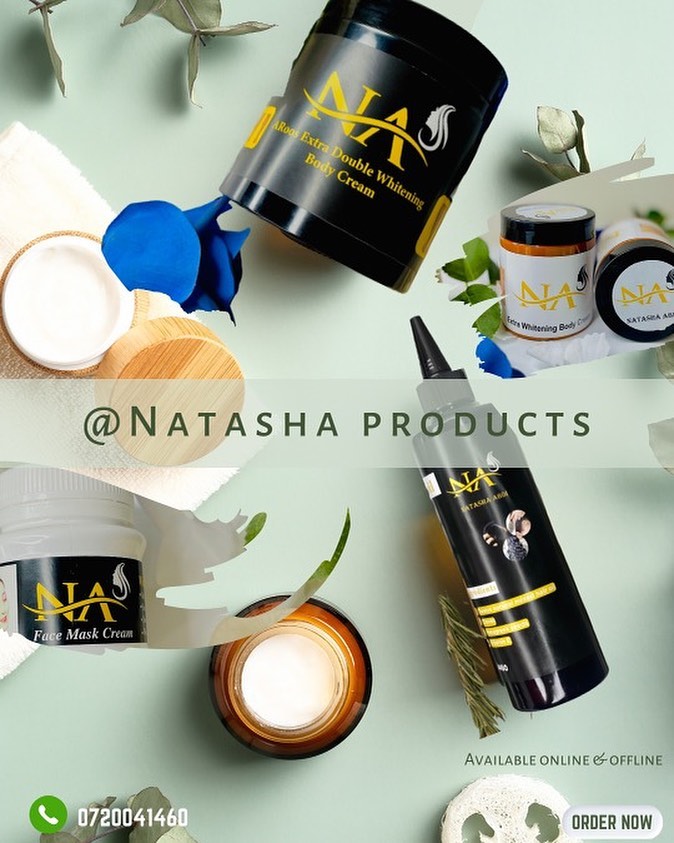 NA
ARoos Extra Double Whitening
Body Cream
NA
Extra Whitening Body Cre
NA
NATASHA ABDI
@NATASHA PRODUCTS
NA
NATASHA ABDI
NA
Face Mask Cream
AVAILABLE ONLINE & OFFLINE
0720041460
ORDER NOW